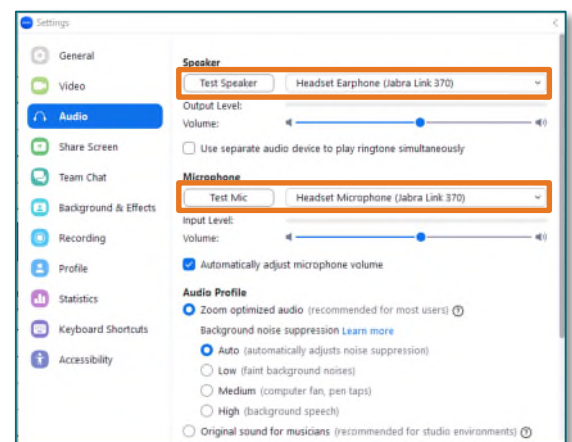 Settings
General
Video
Audio
Share Screen
Team Chat
Background & Effects
Recording
Profile
Statistics
Keyboard Shortcuts
Accessibility
Speaker
Test Speaker Headset Earphone (Jabra Link 370)
Output Level:
Volume:
Use separate audio device to play ringtone simultaneously
Microphone
Test Mic Headset Microphone (Jabra Link 370)
Input Level:
Volume:
Automatically adjust microphone volume
Audio Profile
Zoom optimized audio (recommended for most users)
Background noise suppression Learn more
Auto (automatically adjusts noise suppression)
Low (faint background noises)
Medium (computer fan, pen taps)
High (background speech)
Original sound for musicians (recommended for studio environments)